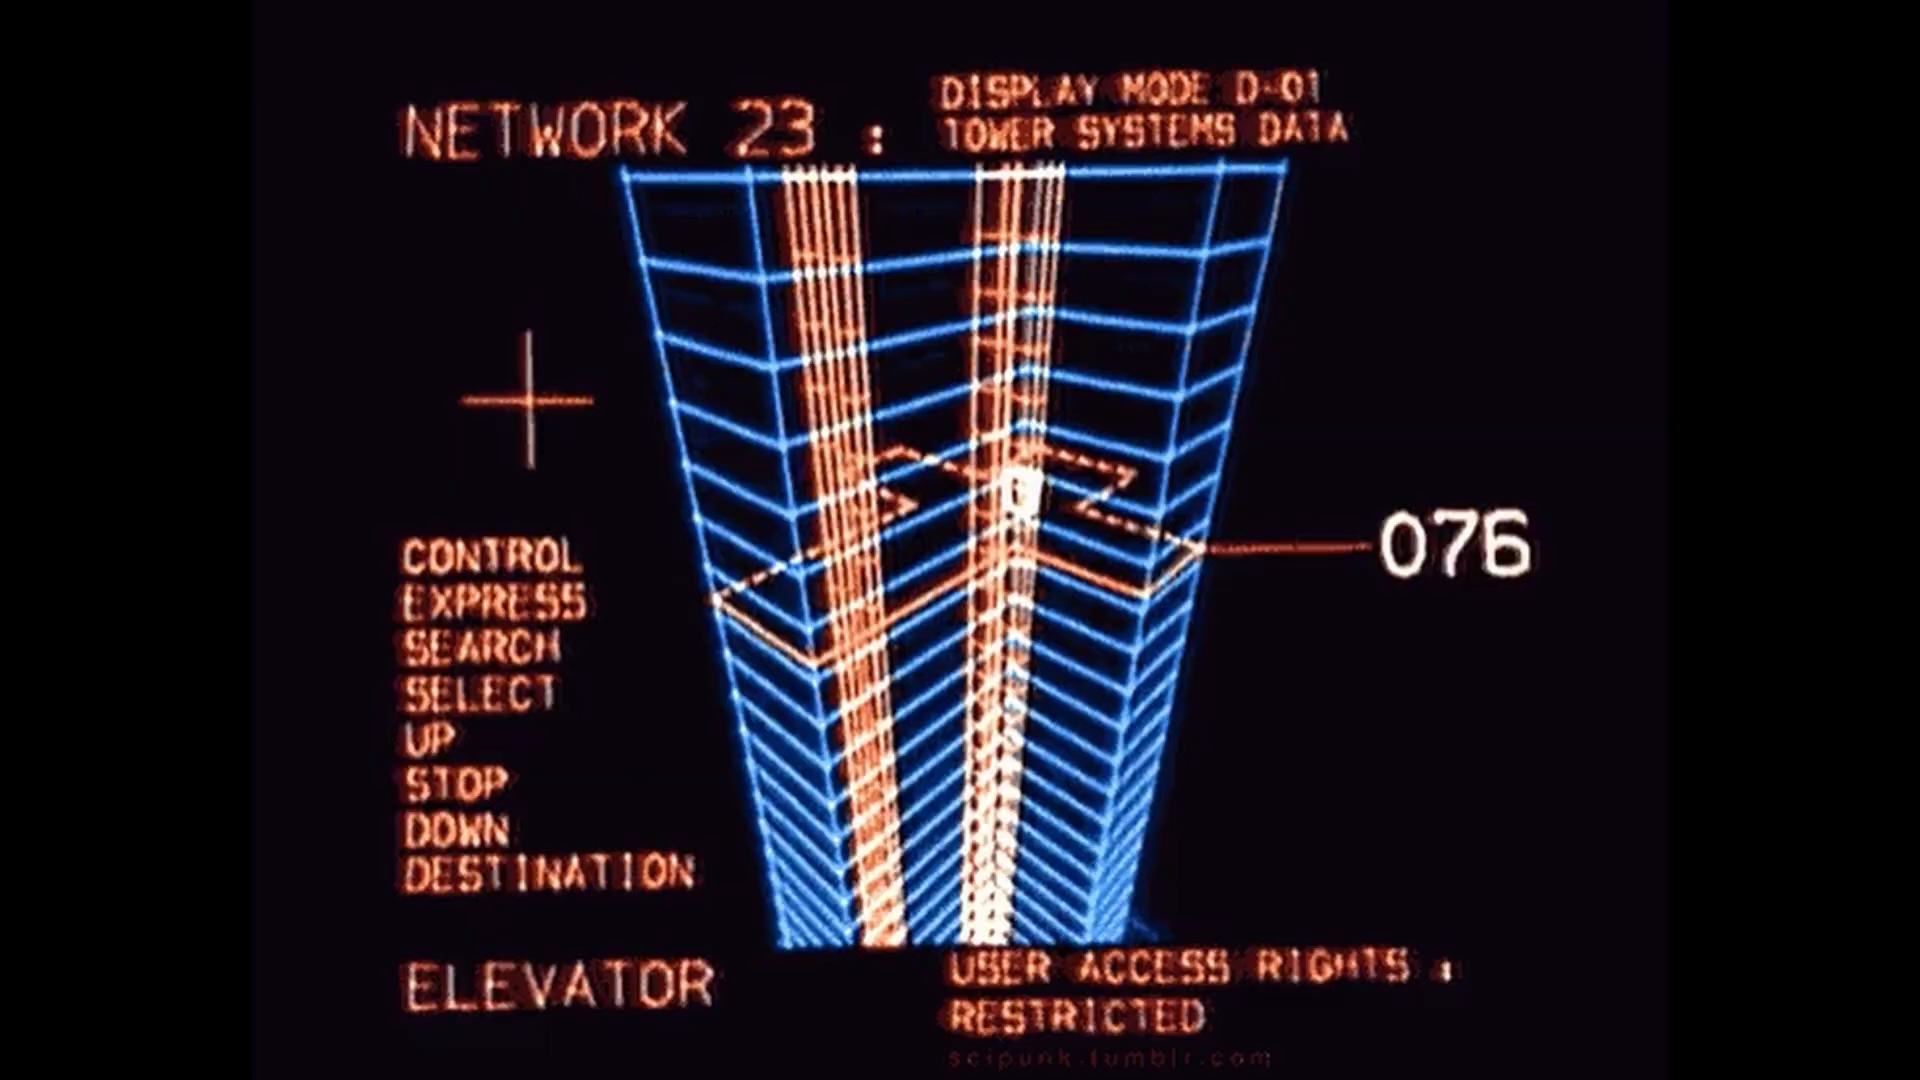 NETWORK 23 :
DISPLAY MODE D-01
TOWER SYSTEMS DATA
076
CONTROL
EXPRESS
SEARCH
SELECT
UP
STOP
DOWN
DESTINATION
ELEVATOR
USER ACCESS RIGHTS :
RESTRICTED
scipunk.tumblr.com